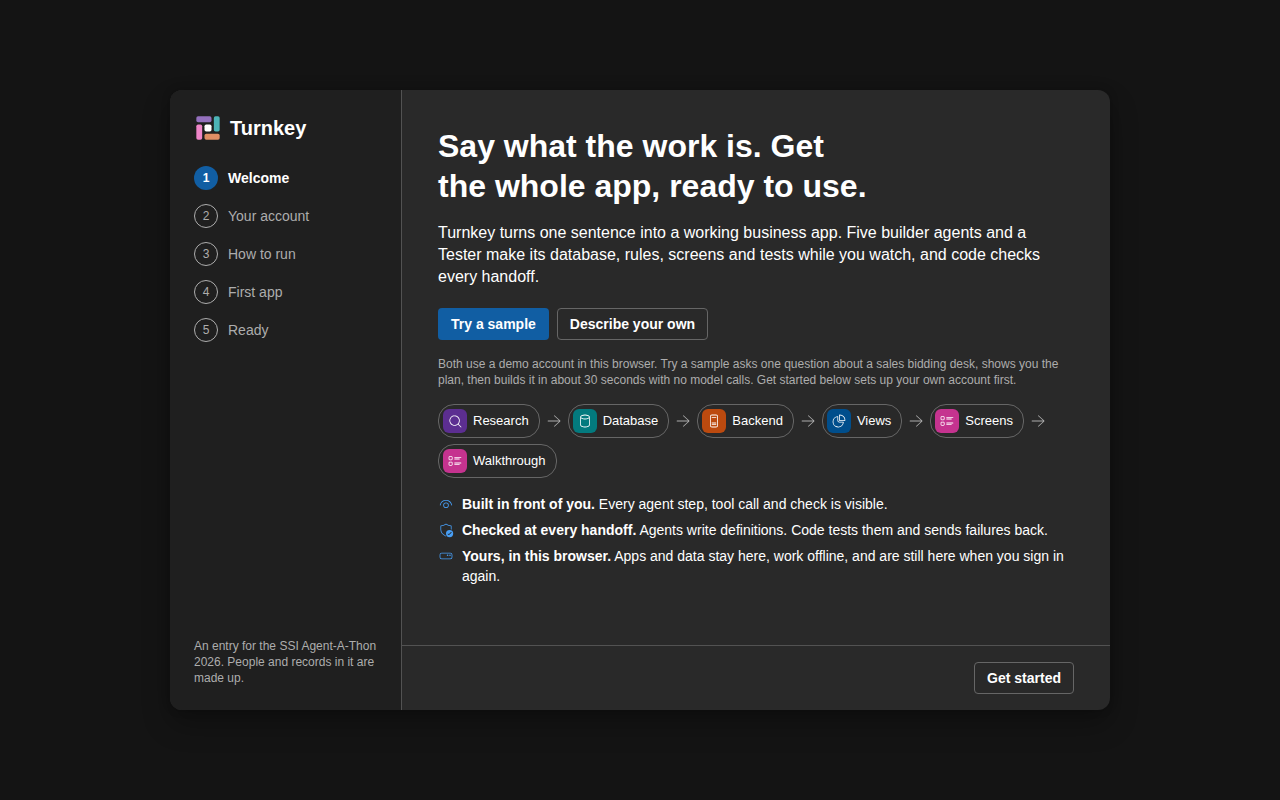 Turnkey
1 Welcome
2 Your account
3 How to run
4 First app
5 Ready
An entry for the SSI Agent-A-Thon
2026. People and records in it are
made up.
Say what the work is. Get
the whole app, ready to use.
Turnkey turns one sentence into a working business app. Five builder agents and a
Tester make its database, rules, screens and tests while you watch, and code checks
every handoff.
Try a sample Describe your own
Both use a demo account in this browser. Try a sample asks one question about a sales bidding desk, shows you the
plan, then builds it in about 30 seconds with no model calls. Get started below sets up your own account first.
Research Database Backend Views Screens
Walkthrough
Built in front of you. Every agent step, tool call and check is visible.
Checked at every handoff. Agents write definitions. Code tests them and sends failures back.
Yours, in this browser. Apps and data stay here, work offline, and are still here when you sign in
again.
Get started